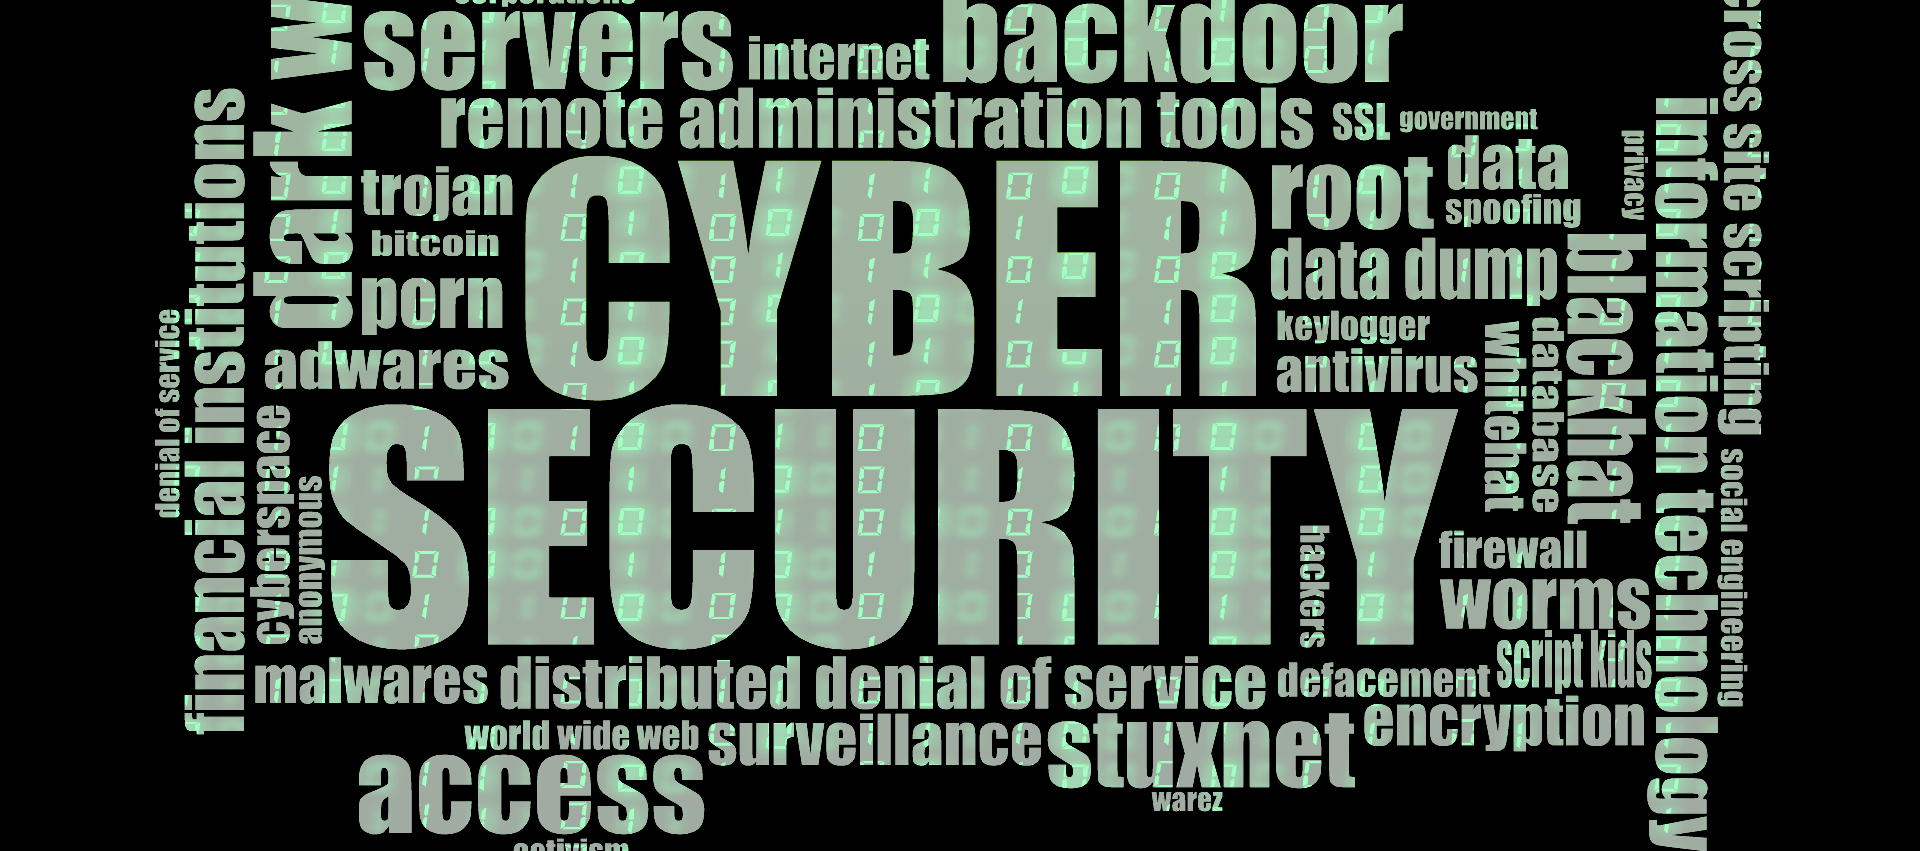 corporations
servers
internet
backdoor
remote administration tools
SSL
government
dark w
financial institutions
denial of service
trojan
bitcoin
porn
adwares
cyberspace
anonymous
CYBER
SECURITY
root
data
spoofing
data dump
keylogger
antivirus
privacy
whitehat
database
blackhat
information technology
cross site scripting
social engineering
hackers
firewall
worms
script kids
malwares
distributed denial of service
defacement
encryption
world wide web
surveillance
stuxnet
access
warez
activism